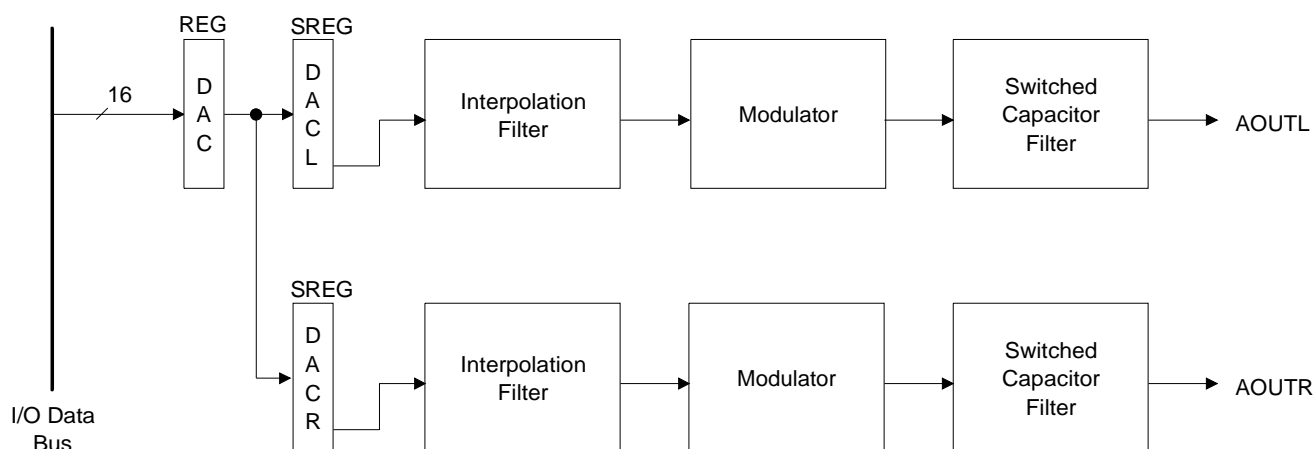 REG
SREG
16
D
A
C
D
A
C
L
Interpolation
Filter
Modulator
Switched
Capacitor
Filter
AOUTL
SREG
D
A
C
R
Interpolation
Filter
Modulator
Switched
Capacitor
Filter
AOUTR
I/O Data
Bus